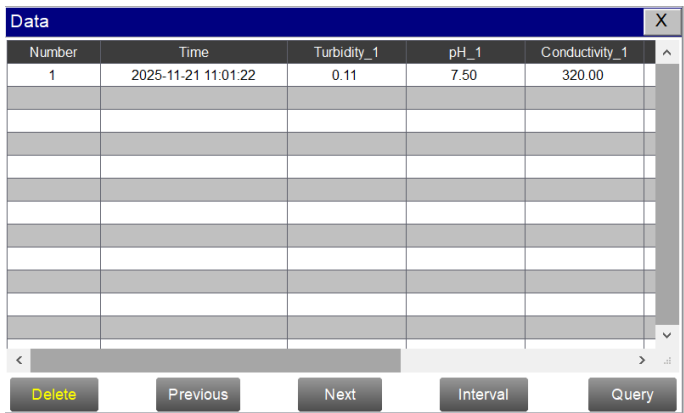 Data X
Number Time Turbidity_1 pH_1 Conductivity_1
1 2025-11-21 11:01:22 0.11 7.50 320.00
Delete Previous Next Interval Query